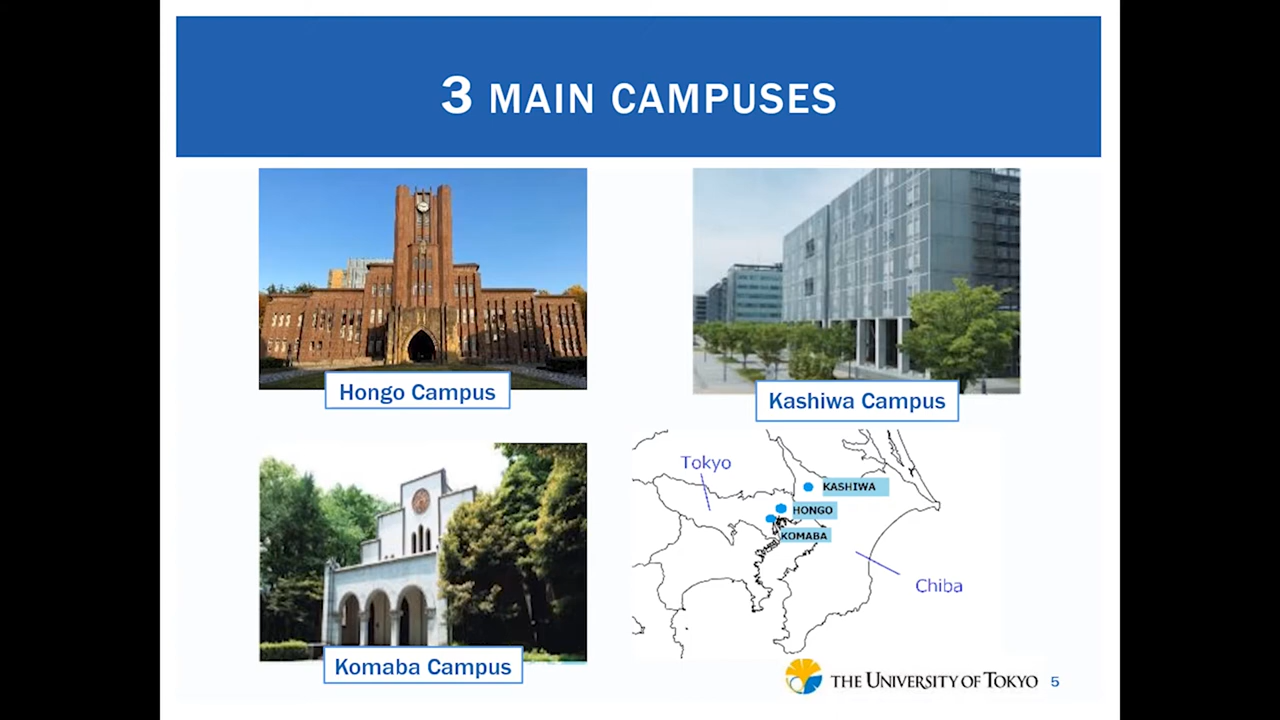 3 MAIN CAMPUSES
Hongo Campus
Kashiwa Campus
Komaba Campus
Tokyo
KASHIWA
HONGO
KOMABA
Chiba
THE UNIVERSITY OF TOKYO
5